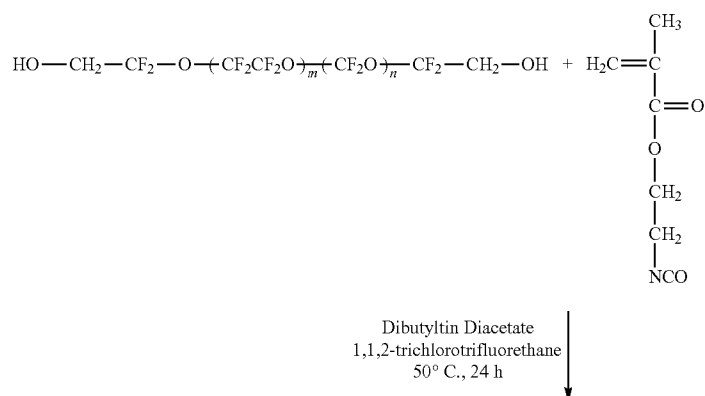 HO—CH2—CF2—O—(CF2CF2O)m—(CF2O)n—CF2—CH2—OH + H2C=C
CH3
C=O
O
CH2
CH2
NCO
Dibutyltin Diacetate
1,1,2-trichlorotrifluorethane
50° C., 24 h